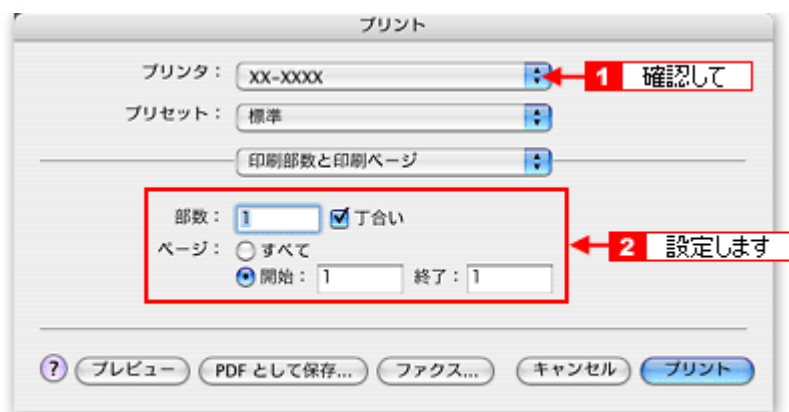 プリント
プリンタ： XX-XXXX 1 確認して
プリセット： 標準
印刷部数と印刷ページ
部数： 1 丁合い
ページ： すべて 2 設定します
開始： 1 終了： 1
? プレビュー PDF として保存... ファクス... キャンセル プリント